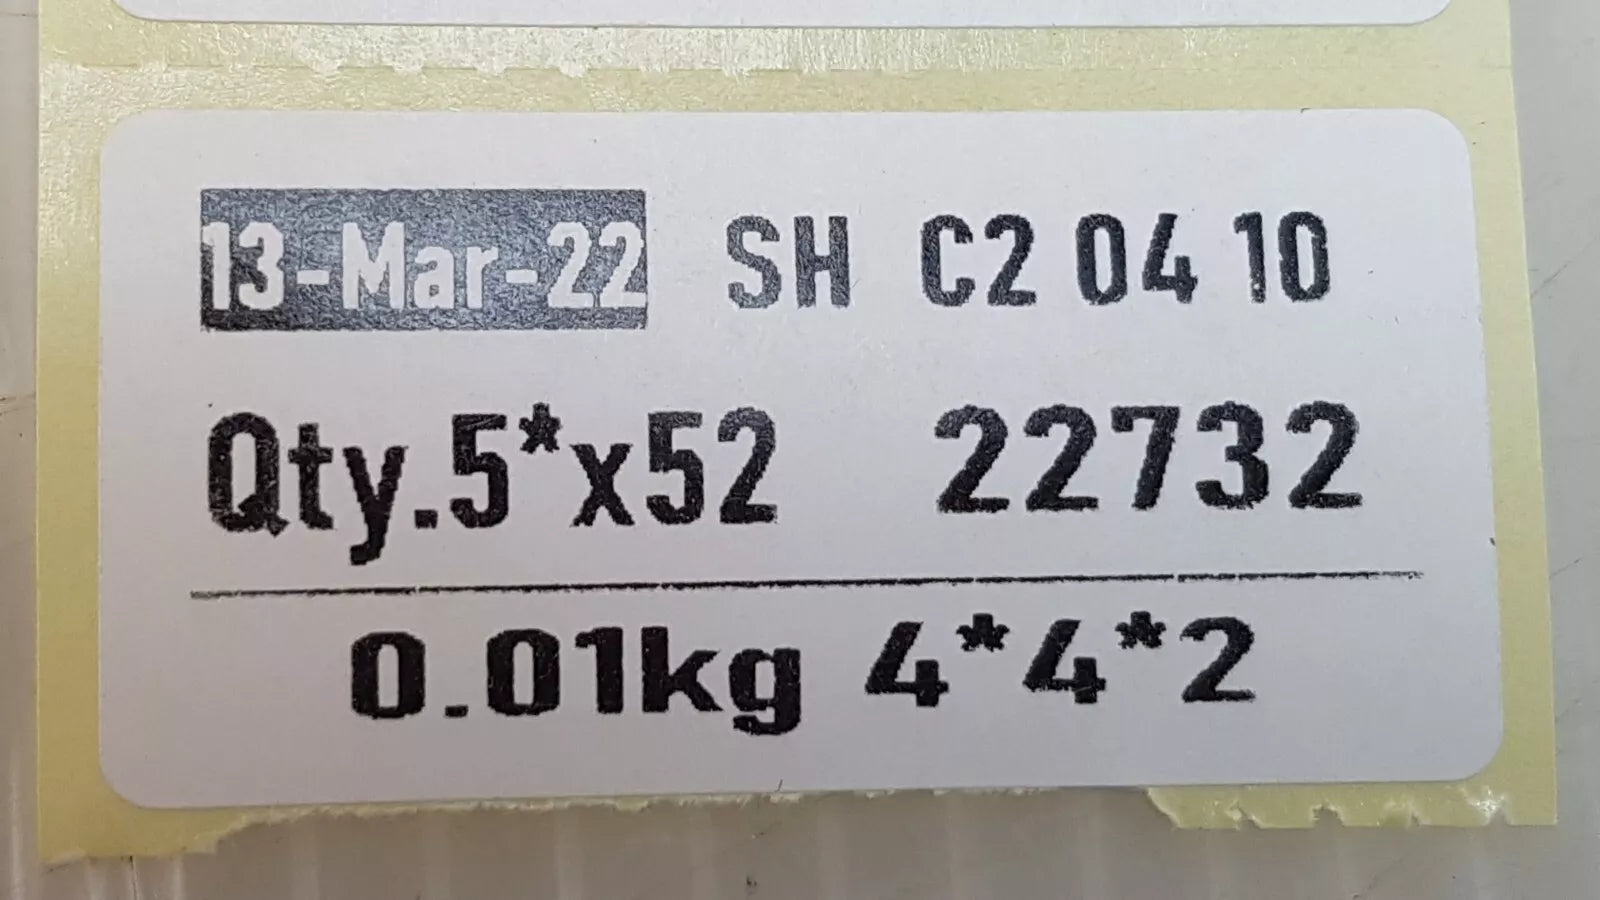 13-Mar-22 SH C2 04 10
Qty.5*x52 22732
0.01kg 4*4*2